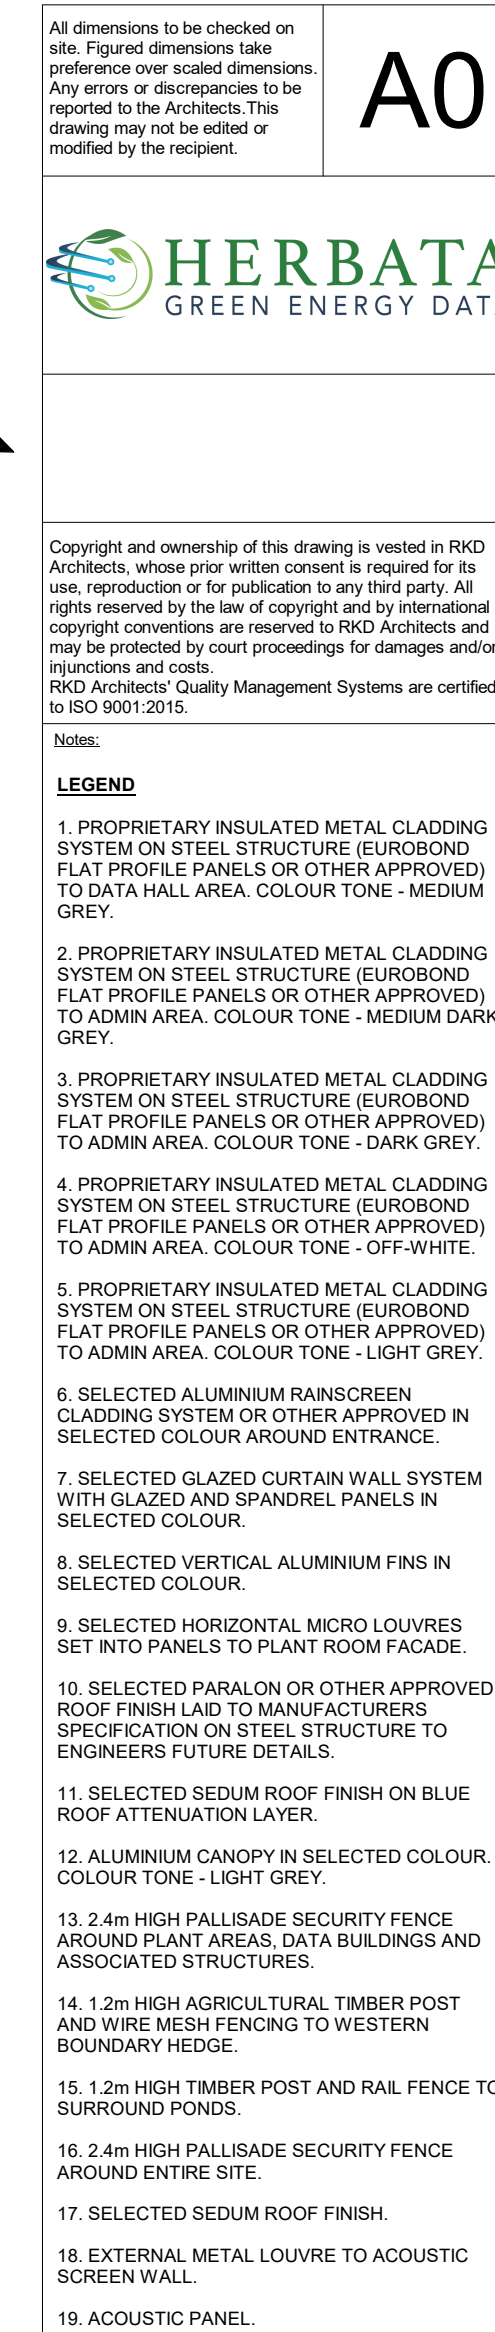 All dimensions to be checked on
site. Figured dimensions take
preference over scaled dimensions.
Any errors or discrepancies to be
reported to the Architects.This
drawing may not be edited or
modified by the recipient.
A0
HERBATA
GREEN ENERGY DATA
Copyright and ownership of this drawing is vested in RKD
Architects, whose prior written consent is required for its
use, reproduction or for publication to any third party. All
rights reserved by the law of copyright and by international
copyright conventions are reserved to RKD Architects and
may be protected by court proceedings for damages and/or
injunctions and costs.
RKD Architects' Quality Management Systems are certified
to ISO 9001:2015.
Notes:
LEGEND
1. PROPRIETARY INSULATED METAL CLADDING
SYSTEM ON STEEL STRUCTURE (EUROBOND
FLAT PROFILE PANELS OR OTHER APPROVED)
TO DATA HALL AREA. COLOUR TONE - MEDIUM
GREY.
2. PROPRIETARY INSULATED METAL CLADDING
SYSTEM ON STEEL STRUCTURE (EUROBOND
FLAT PROFILE PANELS OR OTHER APPROVED)
TO ADMIN AREA. COLOUR TONE - MEDIUM DARK
GREY.
3. PROPRIETARY INSULATED METAL CLADDING
SYSTEM ON STEEL STRUCTURE (EUROBOND
FLAT PROFILE PANELS OR OTHER APPROVED)
TO ADMIN AREA. COLOUR TONE - DARK GREY.
4. PROPRIETARY INSULATED METAL CLADDING
SYSTEM ON STEEL STRUCTURE (EUROBOND
FLAT PROFILE PANELS OR OTHER APPROVED)
TO ADMIN AREA. COLOUR TONE - OFF-WHITE.
5. PROPRIETARY INSULATED METAL CLADDING
SYSTEM ON STEEL STRUCTURE (EUROBOND
FLAT PROFILE PANELS OR OTHER APPROVED)
TO ADMIN AREA. COLOUR TONE - LIGHT GREY.
6. SELECTED ALUMINIUM RAINSCREEN
CLADDING SYSTEM OR OTHER APPROVED IN
SELECTED COLOUR AROUND ENTRANCE.
7. SELECTED GLAZED CURTAIN WALL SYSTEM
WITH GLAZED AND SPANDREL PANELS IN
SELECTED COLOUR.
8. SELECTED VERTICAL ALUMINIUM FINS IN
SELECTED COLOUR.
9. SELECTED HORIZONTAL MICRO LOUVRES
SET INTO PANELS TO PLANT ROOM FACADE.
10. SELECTED PARALON OR OTHER APPROVED
ROOF FINISH LAID TO MANUFACTURERS
SPECIFICATION ON STEEL STRUCTURE TO
ENGINEERS FUTURE DETAILS.
11. SELECTED SEDUM ROOF FINISH ON BLUE
ROOF ATTENUATION LAYER.
12. ALUMINIUM CANOPY IN SELECTED COLOUR.
COLOUR TONE - LIGHT GREY.
13. 2.4m HIGH PALLISADE SECURITY FENCE
AROUND PLANT AREAS, DATA BUILDINGS AND
ASSOCIATED STRUCTURES.
14. 1.2m HIGH AGRICULTURAL TIMBER POST
AND WIRE MESH FENCING TO WESTERN
BOUNDARY HEDGE.
15. 1.2m HIGH TIMBER POST AND RAIL FENCE TO
SURROUND PONDS.
16. 2.4m HIGH PALLISADE SECURITY FENCE
AROUND ENTIRE SITE.
17. SELECTED SEDUM ROOF FINISH.
18. EXTERNAL METAL LOUVRE TO ACOUSTIC
SCREEN WALL.
19. ACOUSTIC PANEL.